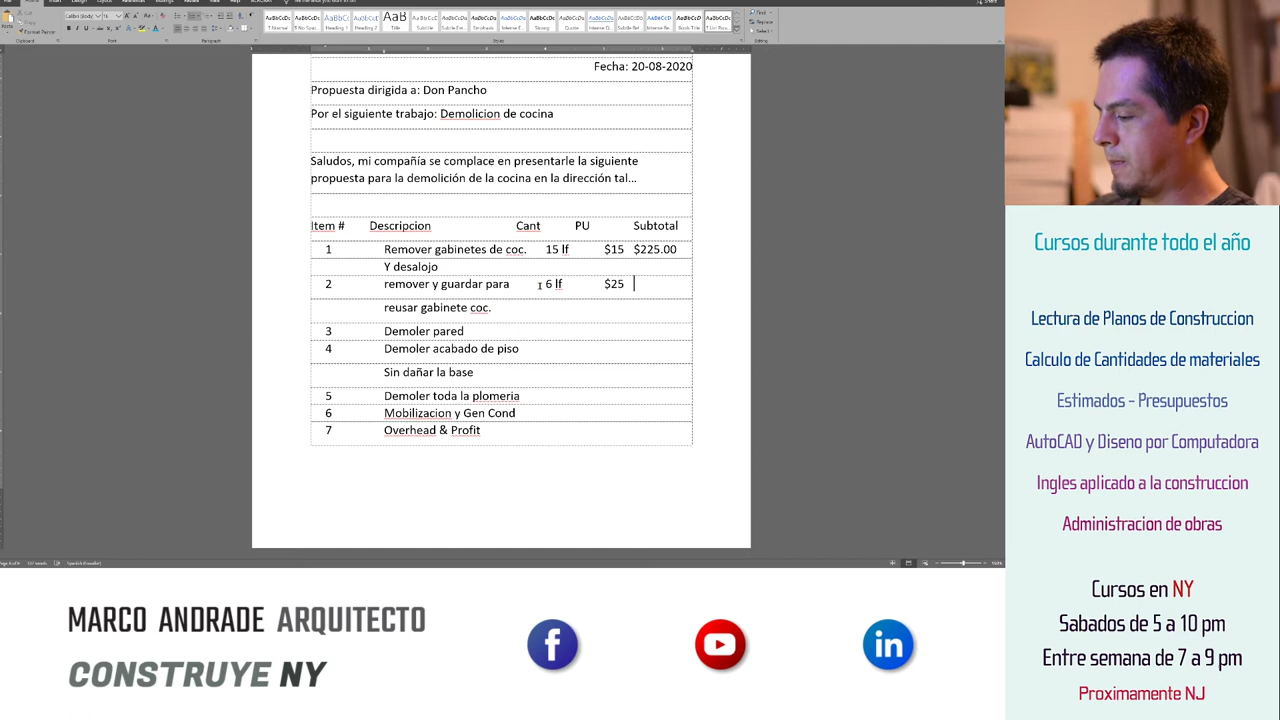 Fecha: 20-08-2020
Propuesta dirigida a: Don Pancho
Por el siguiente trabajo: Demolicion de cocina
Saludos, mi compañía se complace en presentarle la siguiente
propuesta para la demolición de la cocina en la dirección tal...
Item # Descripcion Cant PU Subtotal
1 Remover gabinetes de coc. 15 lf $15 $225.00
Y desalojo
2 remover y guardar para 6 lf $25
reusar gabinete coc.
3 Demoler pared
4 Demoler acabado de piso
Sin dañar la base
5 Demoler toda la plomeria
6 Mobilizacion y Gen Cond
7 Overhead & Profit
Cursos durante todo el año
Lectura de Planos de Construccion
Calculo de Cantidades de materiales
Estimados - Presupuestos
AutoCAD y Diseno por Computadora
Ingles aplicado a la construccion
Administracion de obras
Cursos en NY
Sabados de 5 a 10 pm
Entre semana de 7 a 9 pm
Proximamente NJ
MARCO ANDRADE ARQUITECTO
CONSTRUYE NY
f
in